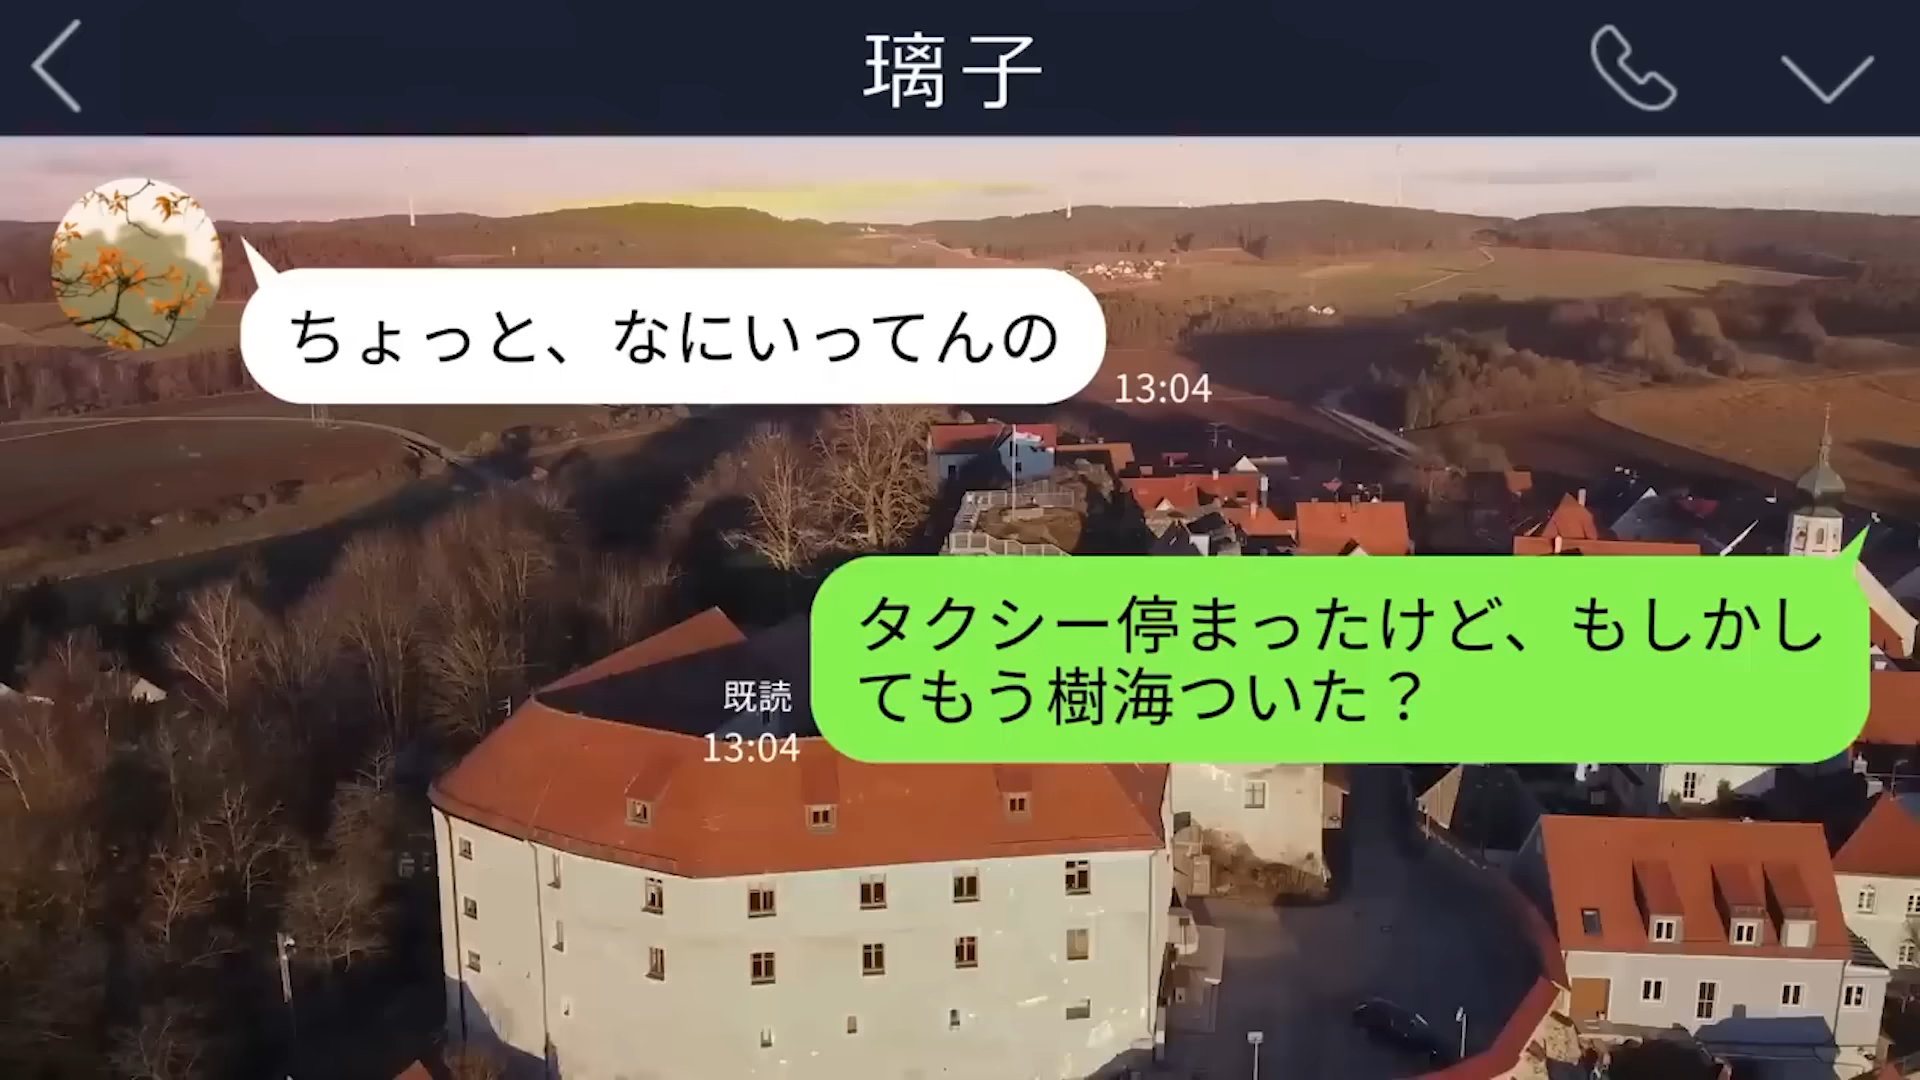 璃子
ちょっと、なにいってんの
13:04
タクシー停まったけど、もしかし
てもう樹海ついた？
既読
13:04